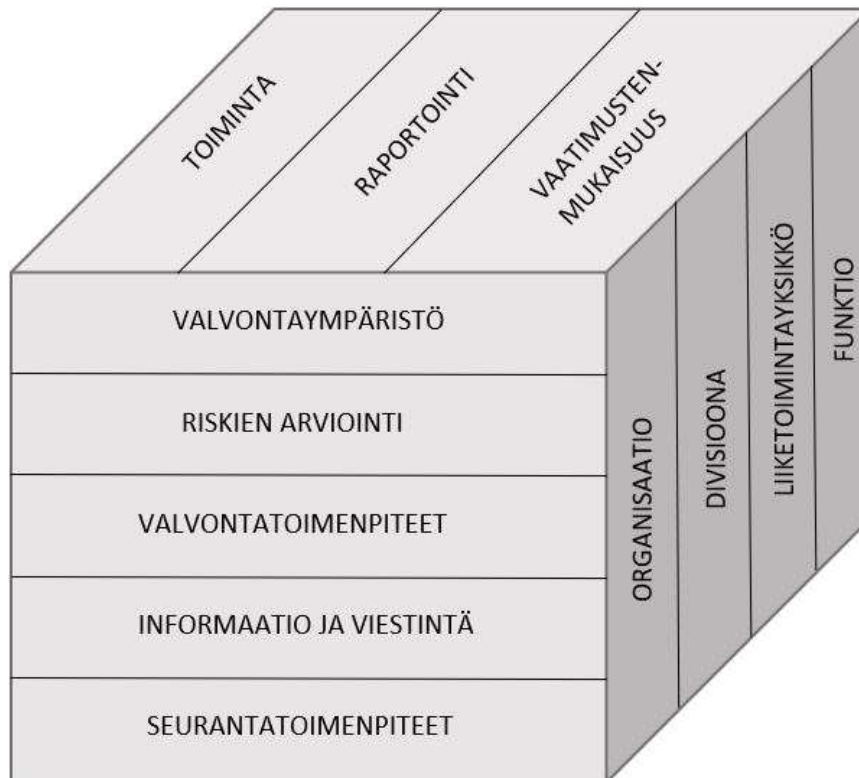 TOIMINTA
RAPORTOINTI
VAATIMUSTEN-
MUKAISUUS
VALVONTAYMPÄRISTÖ
RISKIEN ARVIOINTI
VALVONTATOIMENPITEET
INFORMAATIO JA VIESTINTÄ
SEURANTATOIMENPITEET
ORGANISAATIO
DIVISIOONA
LIIKETOIMINTAYKSIKKÖ
FUNKTIO